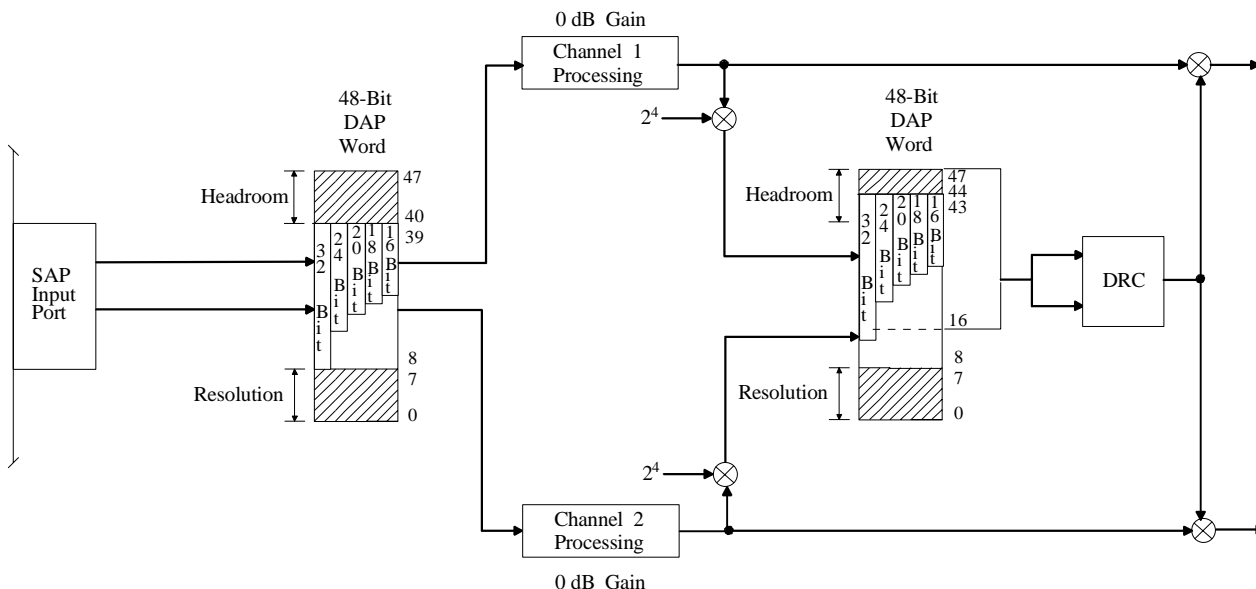 0 dB Gain
Channel 1
Processing
48-Bit
DAP
Word
2⁴
48-Bit
DAP
Word
Headroom
47
40
39
32 Bit
24 Bit
20 Bit
18 Bit
16 Bit
8
7
0
Resolution
SAP
Input
Port
Headroom
47
44
43
32 Bit
24 Bit
20 Bit
18 Bit
16 Bit
16
8
7
0
Resolution
DRC
2⁴
Channel 2
Processing
0 dB Gain